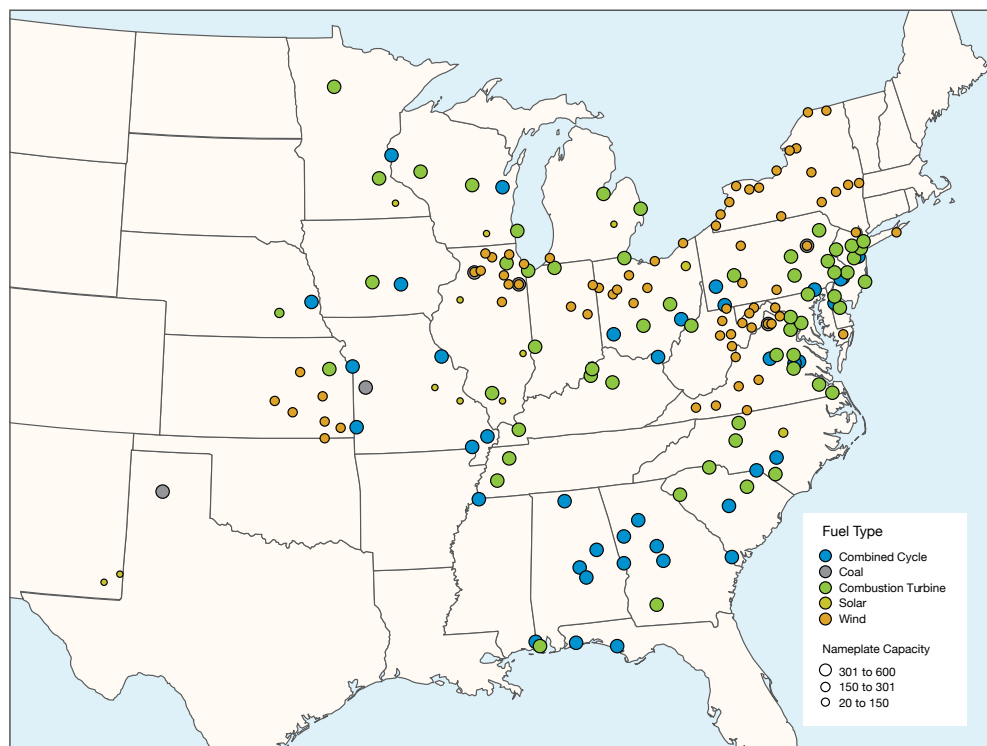 Fuel Type
Combined Cycle
Coal
Combustion Turbine
Solar
Wind
Nameplate Capacity
301 to 600
150 to 301
20 to 150